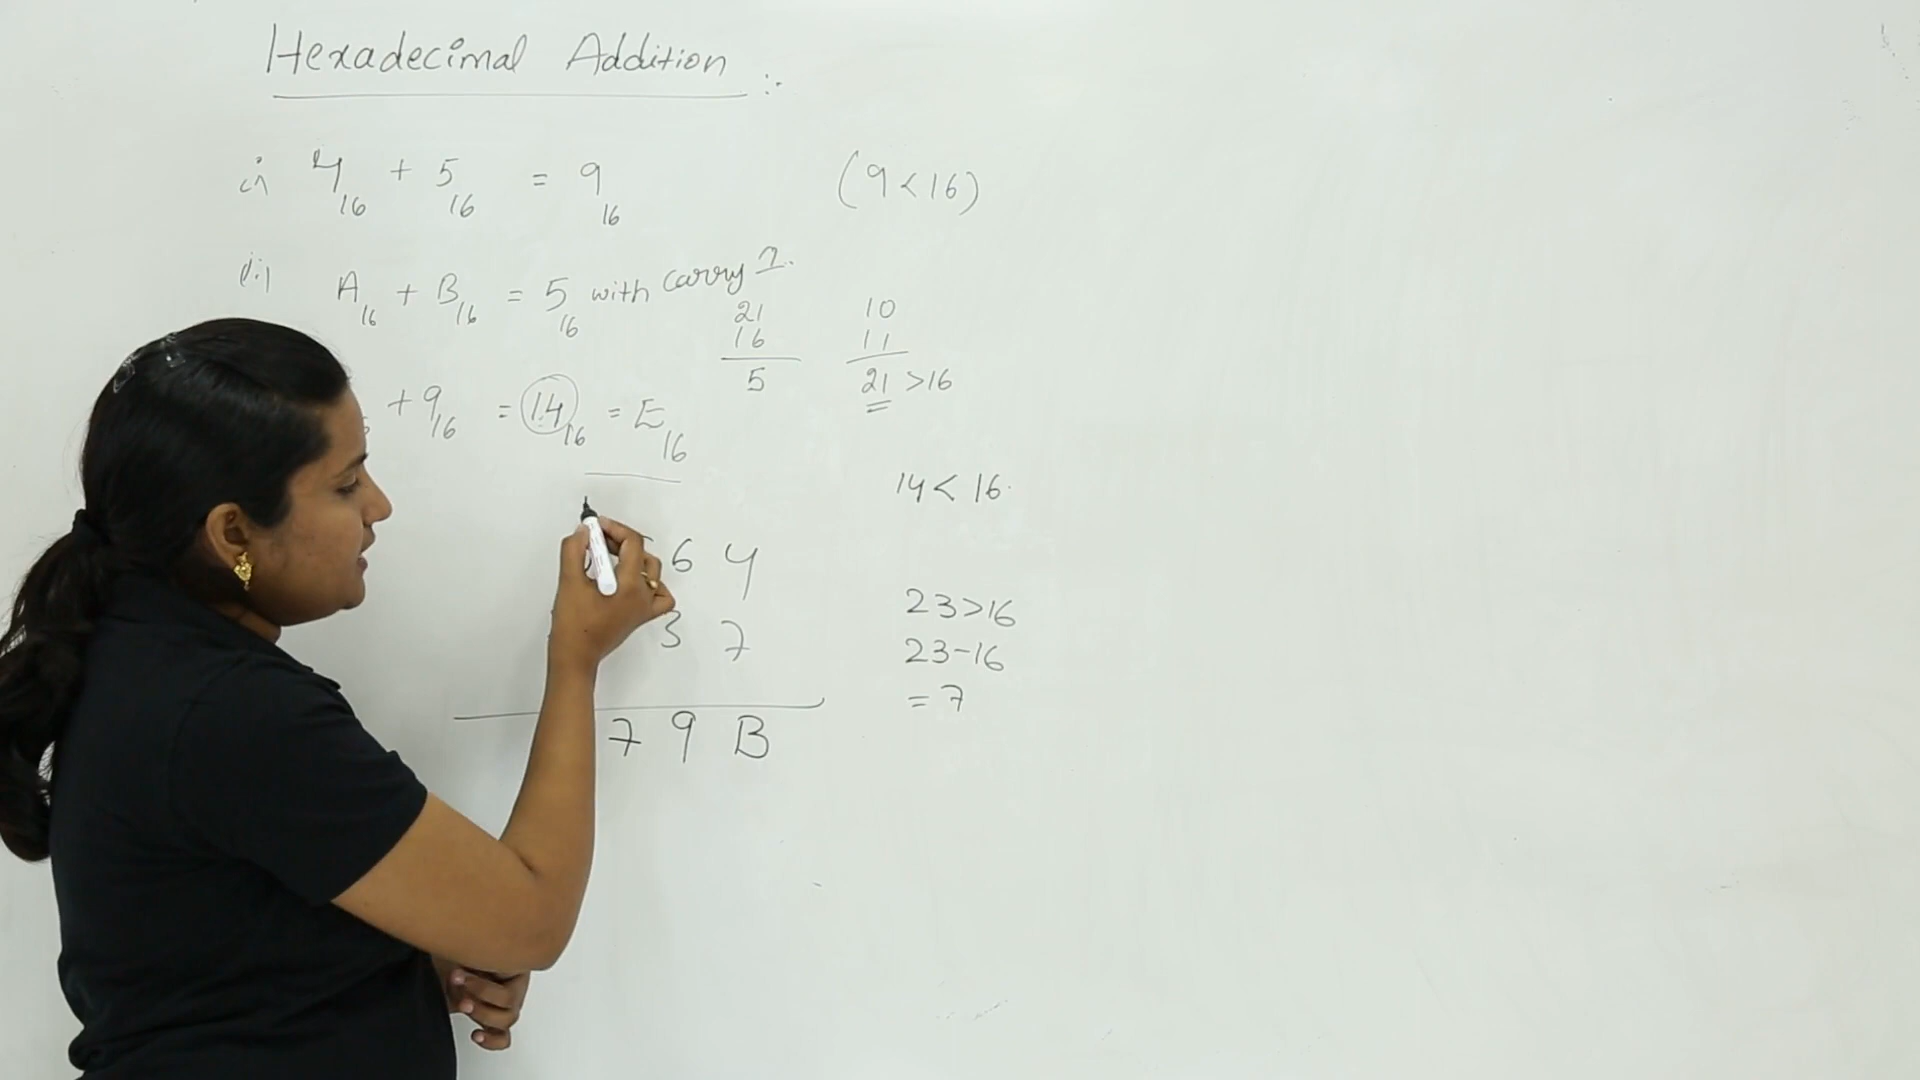 Hexadecimal Addition :-
i) 4₁₆ + 5₁₆ = 9₁₆ (9<16)
ii) A₁₆ + B₁₆ = 5₁₆ with carry 1.
21 10
16 11
5 21 >16
+ 9₁₆ = 14₁₆ = E₁₆
14 < 16.
6 4
3 7
7 9 B
23>16
23-16
= 7